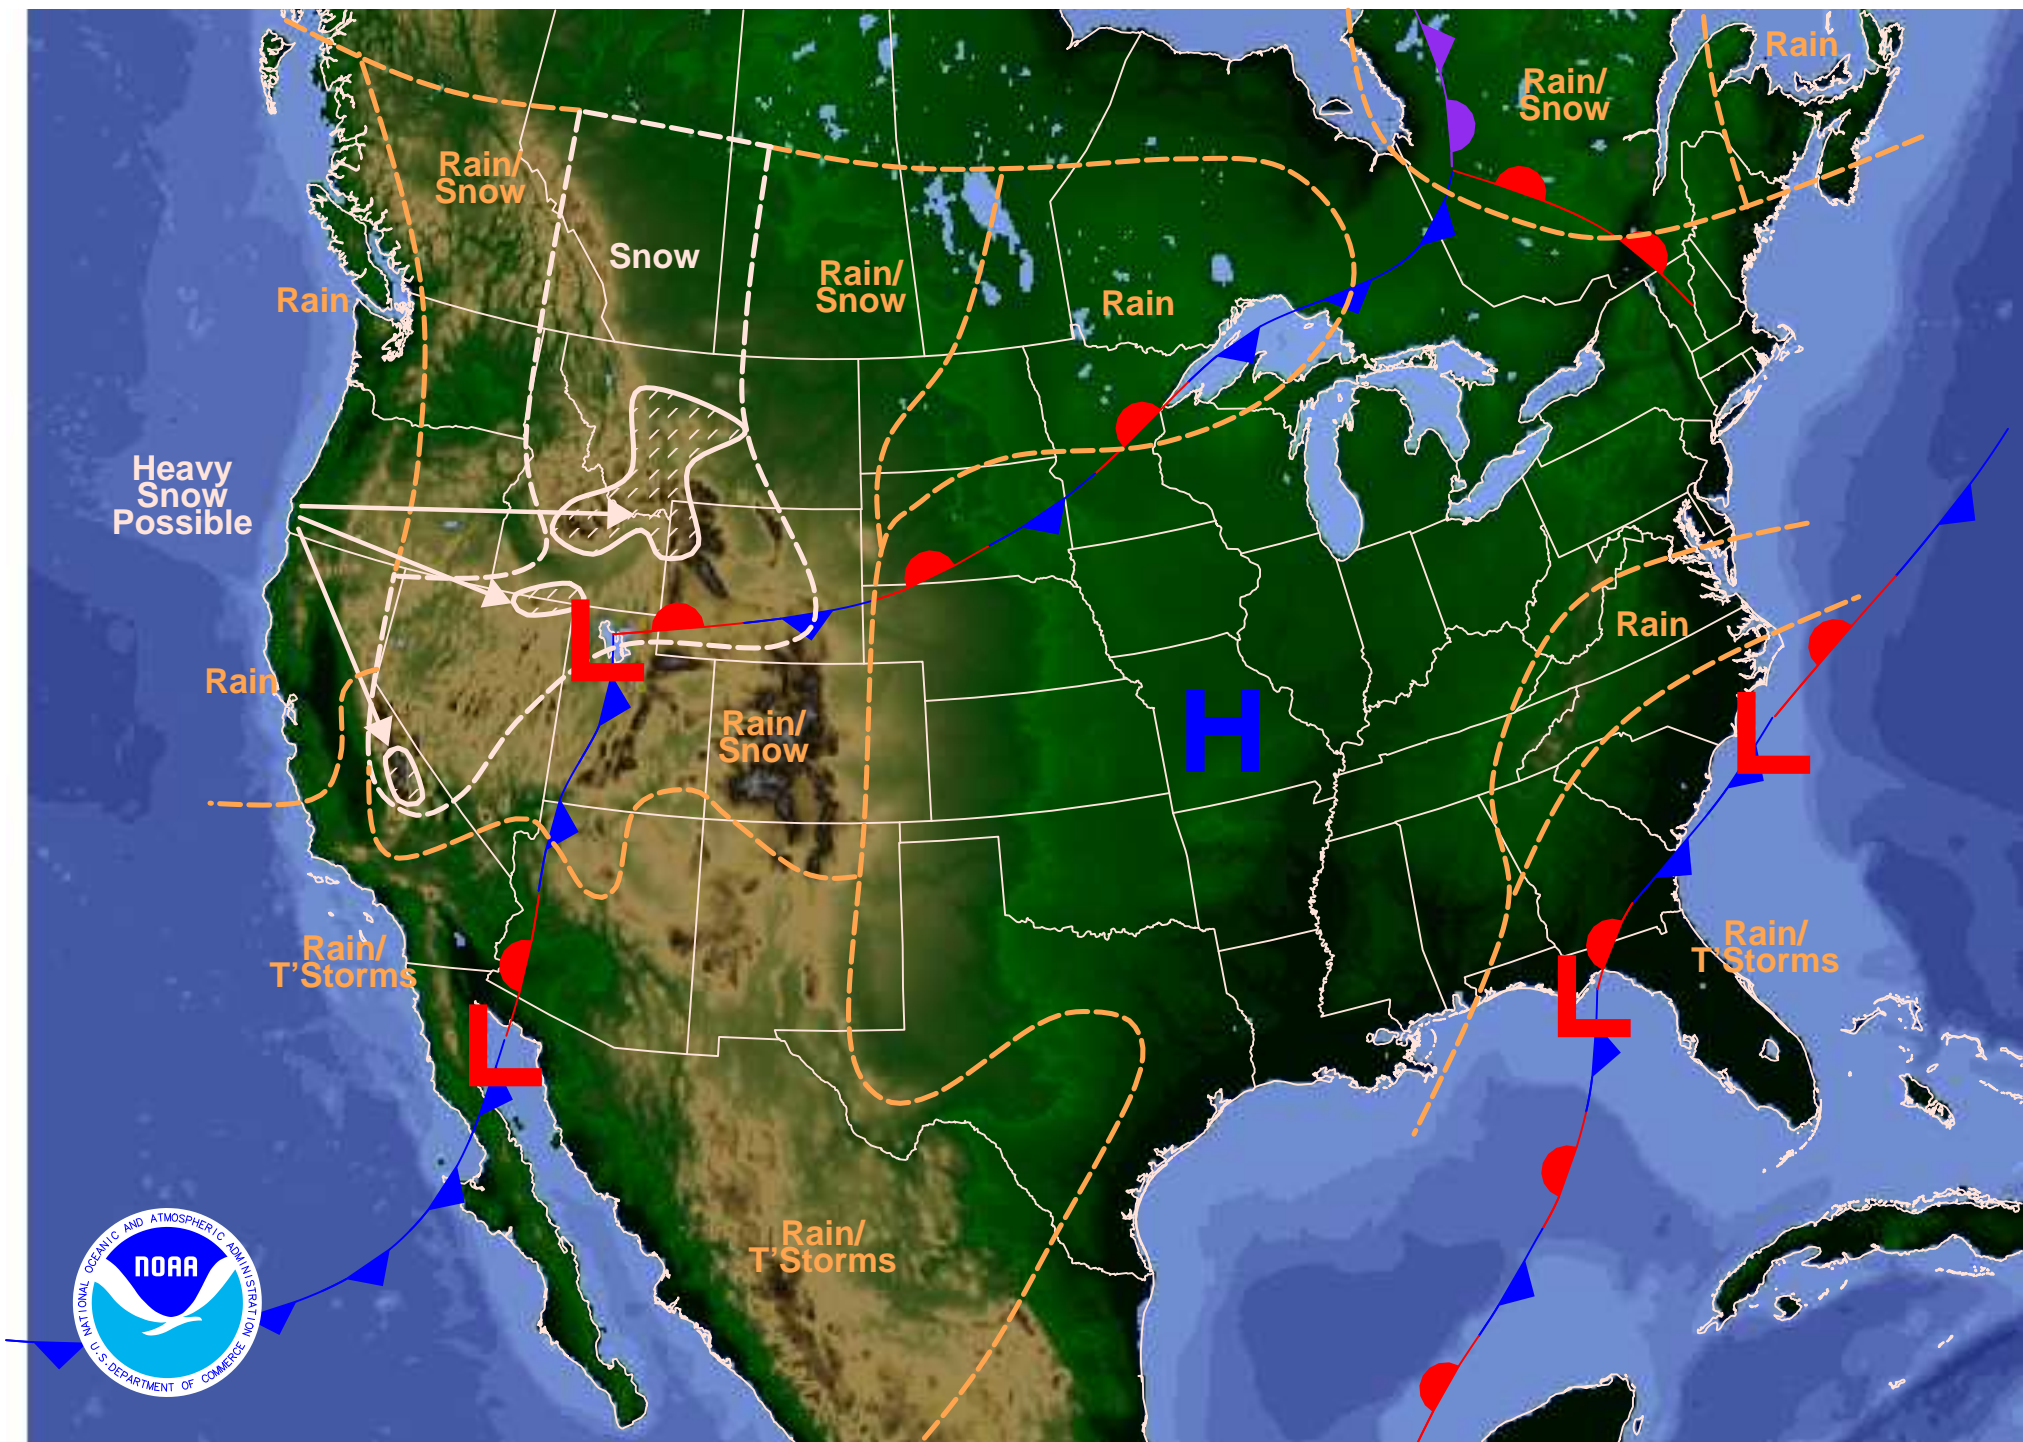 Rain
Rain/
Snow
Rain/
Snow
Snow
Rain/
Snow
Rain
Rain
Heavy
Snow
Possible
Rain
Rain
Rain/
Snow
H
L
L
Rain/
T'Storms
Rain/
T'Storms
L
L
Rain/
T'Storms
NATIONAL OCEANIC AND ATMOSPHERIC ADMINISTRATION
NOAA
U.S. DEPARTMENT OF COMMERCE